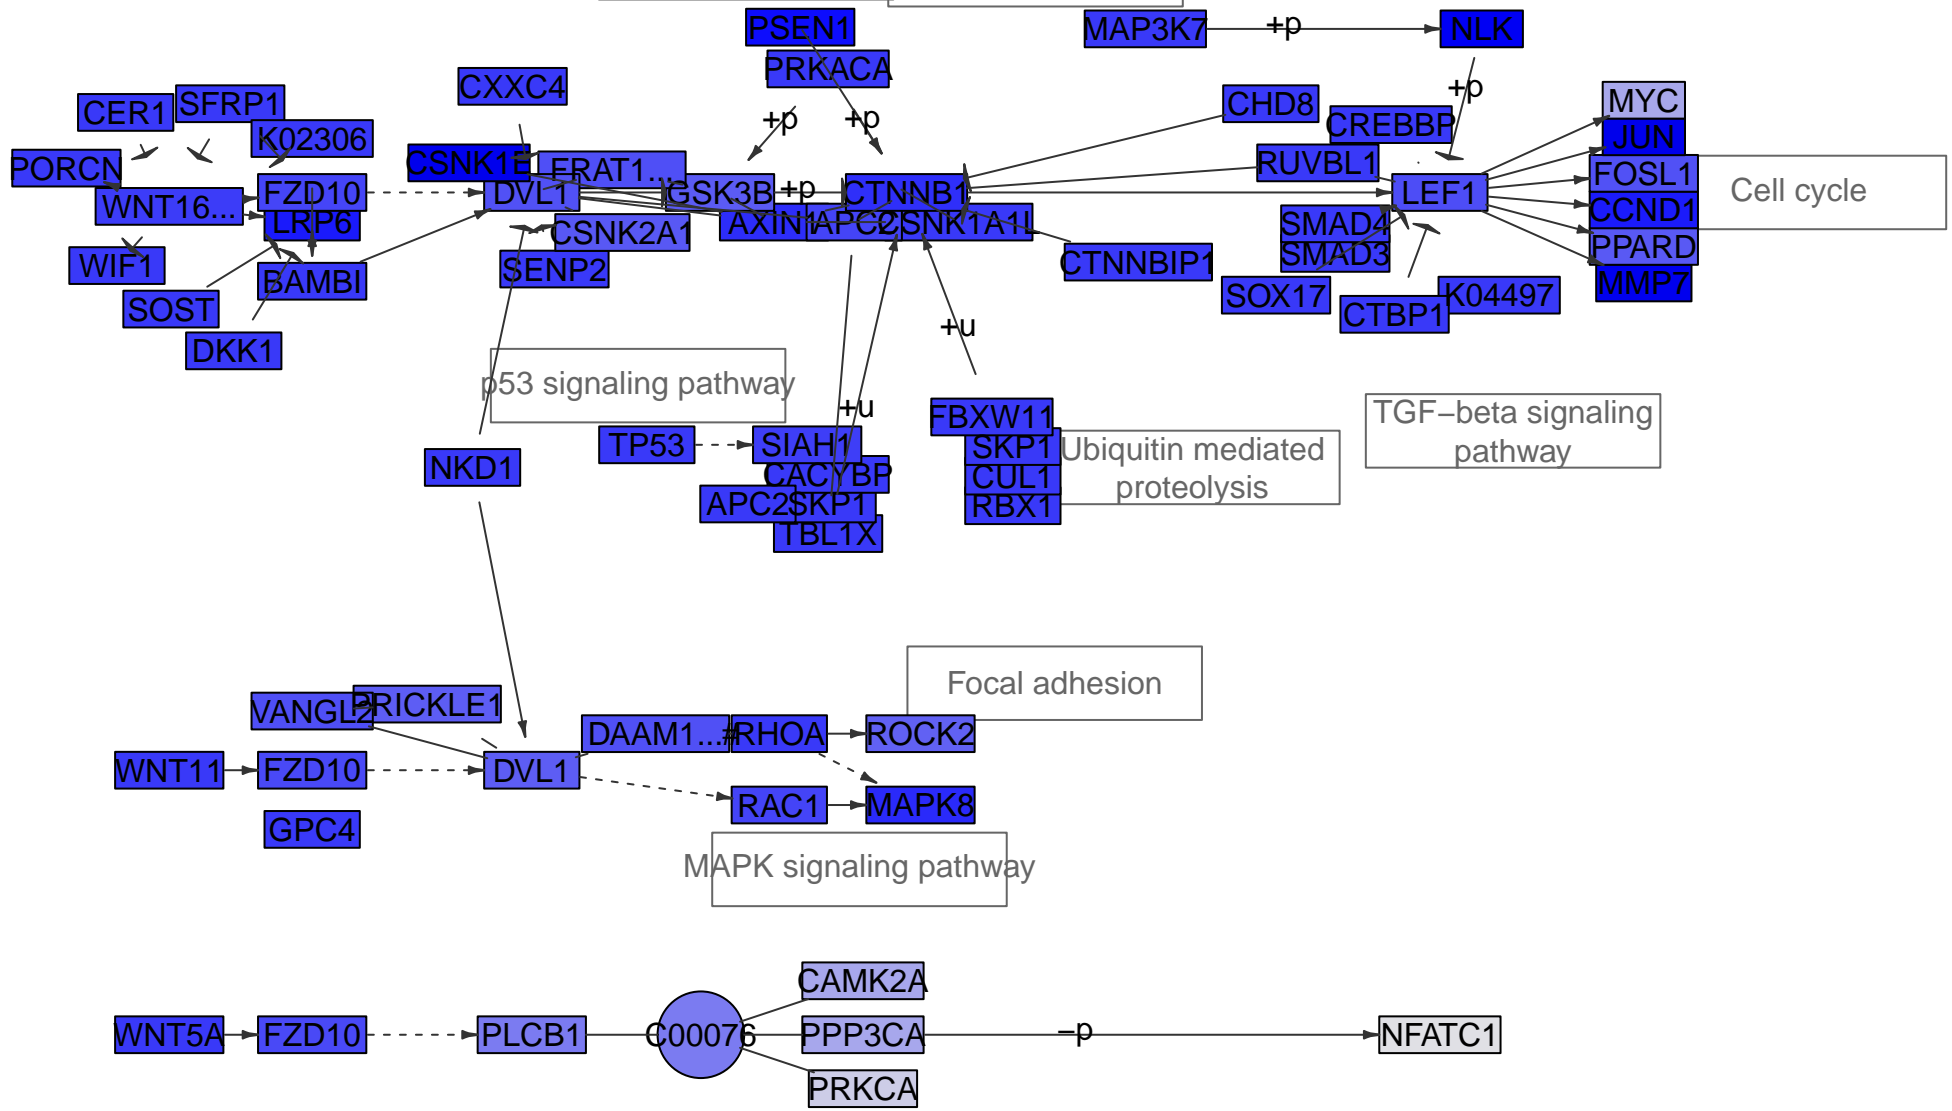 PSEN1
MAP3K7
+p
NLK
PRKACA
CXXC4
CER1
SFRP1
K02306
+p
+p
CHD8
CREBBP
+p
MYC
JUN
PORCN
CSNK1E
FRAT1...
RUVBL1
FOSL1
Cell cycle
WNT16...
FZD10
DVL1
GSK3B
+p
CTNNB1
LEF1
CCND1
LRP6
CSNK2A1
AXIN1
APC2
CSNK1A1L
SMAD4
PPARD
WIF1
BAMBI
SENP2
CTNNBIP1
SMAD3
MMP7
SOST
SOX17
K04497
CTBP1
DKK1
+u
p53 signaling pathway
+u
FBXW11
TGF−beta signaling
pathway
TP53
SIAH1
SKP1
Ubiquitin mediated
proteolysis
NKD1
CACYBP
CUL1
APC2
SKP1
RBX1
TBL1X
Focal adhesion
VANGL2
PRICKLE1
DAAM1...#
RHOA
ROCK2
WNT11
FZD10
DVL1
RAC1
MAPK8
GPC4
MAPK signaling pathway
CAMK2A
WNT5A
FZD10
PLCB1
C00076
PPP3CA
−p
NFATC1
PRKCA